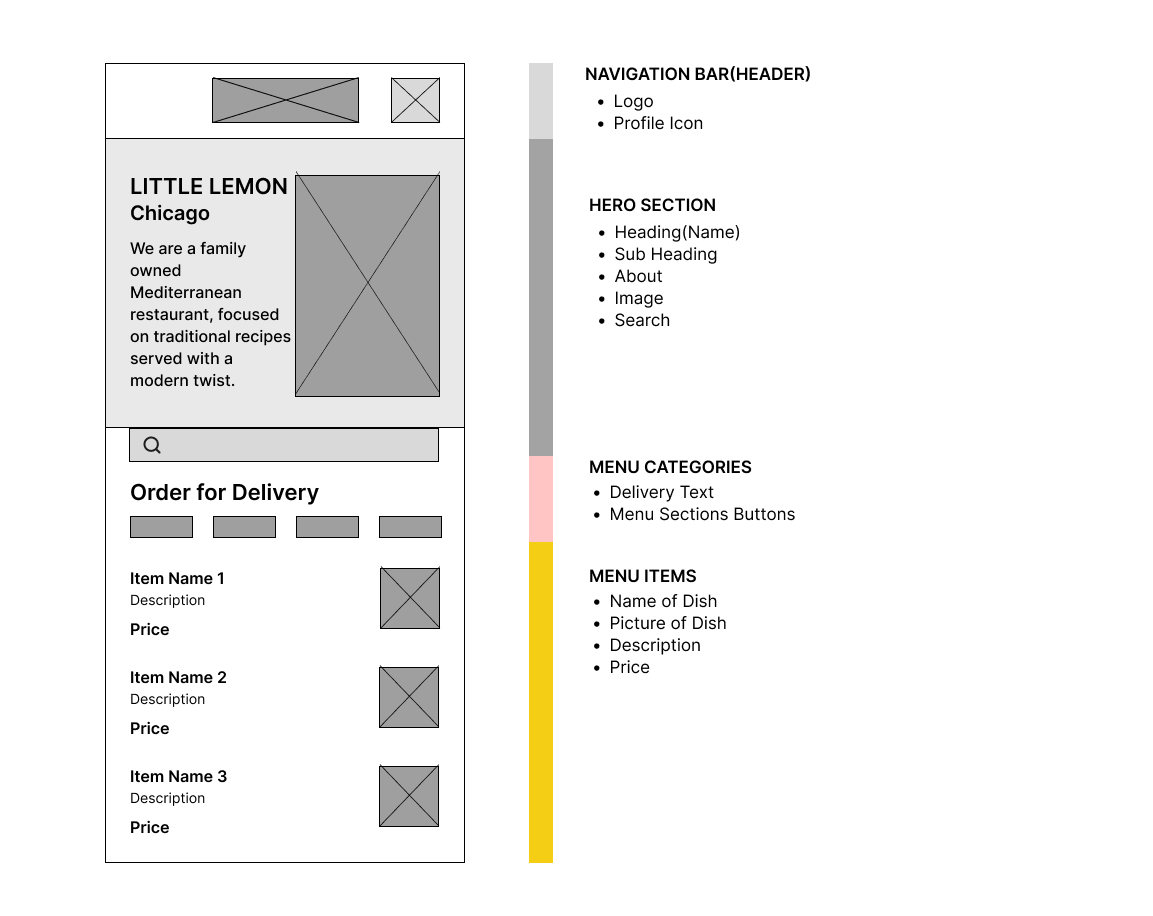 LITTLE LEMON
Chicago
We are a family
owned
Mediterranean
restaurant, focused
on traditional recipes
served with a
modern twist.
Order for Delivery
Item Name 1
Description
Price
Item Name 2
Description
Price
Item Name 3
Description
Price
NAVIGATION BAR(HEADER)
• Logo
• Profile Icon
HERO SECTION
• Heading(Name)
• Sub Heading
• About
• Image
• Search
MENU CATEGORIES
• Delivery Text
• Menu Sections Buttons
MENU ITEMS
• Name of Dish
• Picture of Dish
• Description
• Price